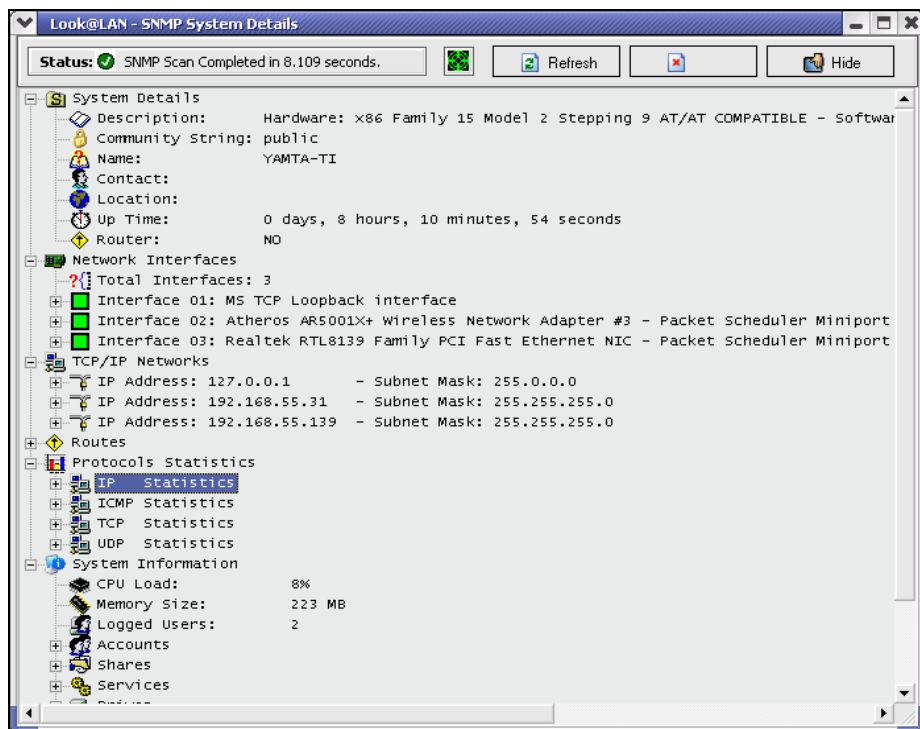 Look@LAN - SNMP System Details
Status: SNMP Scan Completed in 8.109 seconds.
Refresh
Hide
System Details
Description: Hardware: x86 Family 15 Model 2 Stepping 9 AT/AT COMPATIBLE - Softwar
Community String: public
Name: YAMTA-TI
Contact:
Location:
Up Time: 0 days, 8 hours, 10 minutes, 54 seconds
Router: NO
Network Interfaces
Total Interfaces: 3
Interface 01: MS TCP Loopback interface
Interface 02: Atheros AR5001X+ Wireless Network Adapter #3 - Packet Scheduler Miniport
Interface 03: Realtek RTL8139 Family PCI Fast Ethernet NIC - Packet Scheduler Miniport
TCP/IP Networks
IP Address: 127.0.0.1 - Subnet Mask: 255.0.0.0
IP Address: 192.168.55.31 - Subnet Mask: 255.255.255.0
IP Address: 192.168.55.139 - Subnet Mask: 255.255.255.0
Routes
Protocols Statistics
IP Statistics
ICMP Statistics
TCP Statistics
UDP Statistics
System Information
CPU Load: 8%
Memory Size: 223 MB
Logged Users: 2
Accounts
Shares
Services